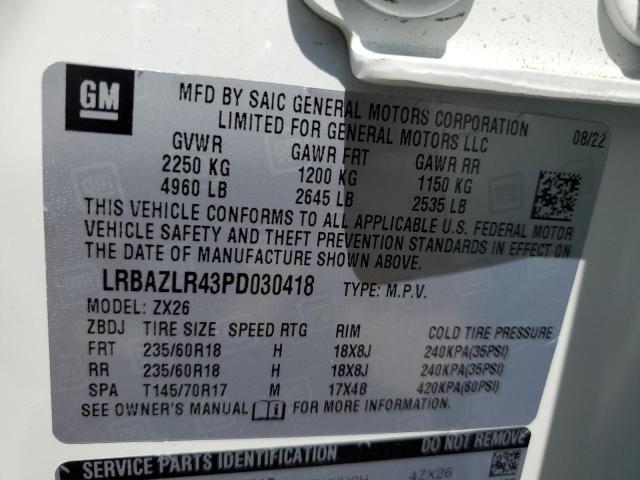 GM
MFD BY SAIC GENERAL MOTORS CORPORATION
LIMITED FOR GENERAL MOTORS LLC
08/22
GVWR GAWR FRT GAWR RR
2250 KG 1200 KG 1150 KG
4960 LB 2645 LB 2535 LB
THIS VEHICLE CONFORMS TO ALL APPLICABLE U.S. FEDERAL MOTOR
VEHICLE SAFETY AND THEFT PREVENTION STANDARDS IN EFFECT ON
THE DATE OF MANUFACTURE SHOWN ABOVE.
LRBAZLR43PD030418 TYPE: M.P.V.
MODEL: ZX26
ZBDJ TIRE SIZE SPEED RTG RIM COLD TIRE PRESSURE
FRT 235/60R18 H 18X8J 240KPA(35PSI)
RR 235/60R18 H 18X8J 240KPA(35PSI)
SPA T145/70R17 M 17X4B 420KPA(60PSI)
SEE OWNER'S MANUAL FOR MORE INFORMATION
SERVICE PARTS IDENTIFICATION DO NOT REMOVE
4ZX26